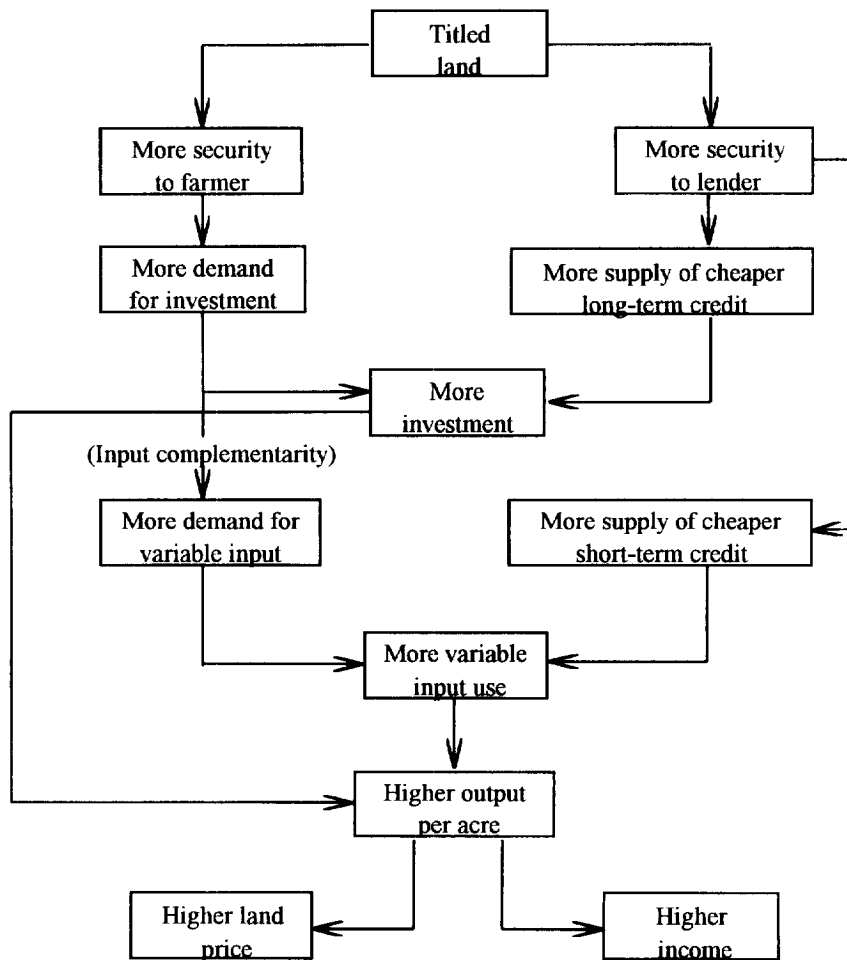 Titled
land
More security
to farmer
More security
to lender
More demand
for investment
More supply of cheaper
long-term credit
More
investment
(Input complementarity)
More demand for
variable input
More supply of cheaper
short-term credit
More variable
input use
Higher output
per acre
Higher land
price
Higher
income